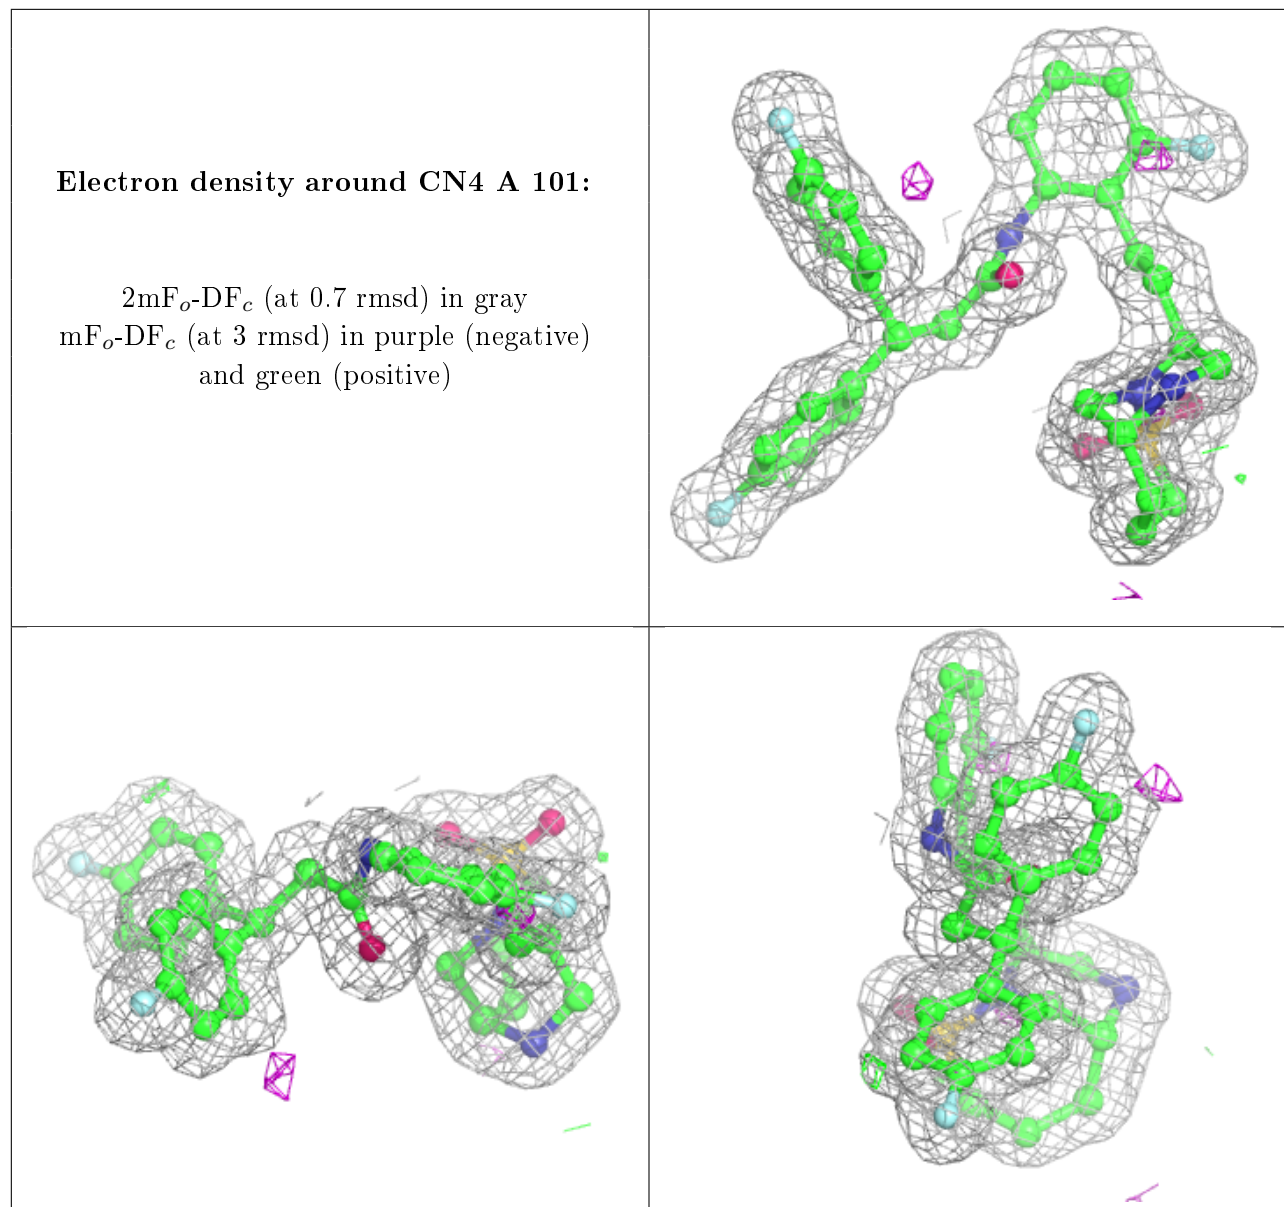 Electron density around CN4 A 101:
2mFₒ-DF𝒸 (at 0.7 rmsd) in gray
mFₒ-DF𝒸 (at 3 rmsd) in purple (negative)
and green (positive)